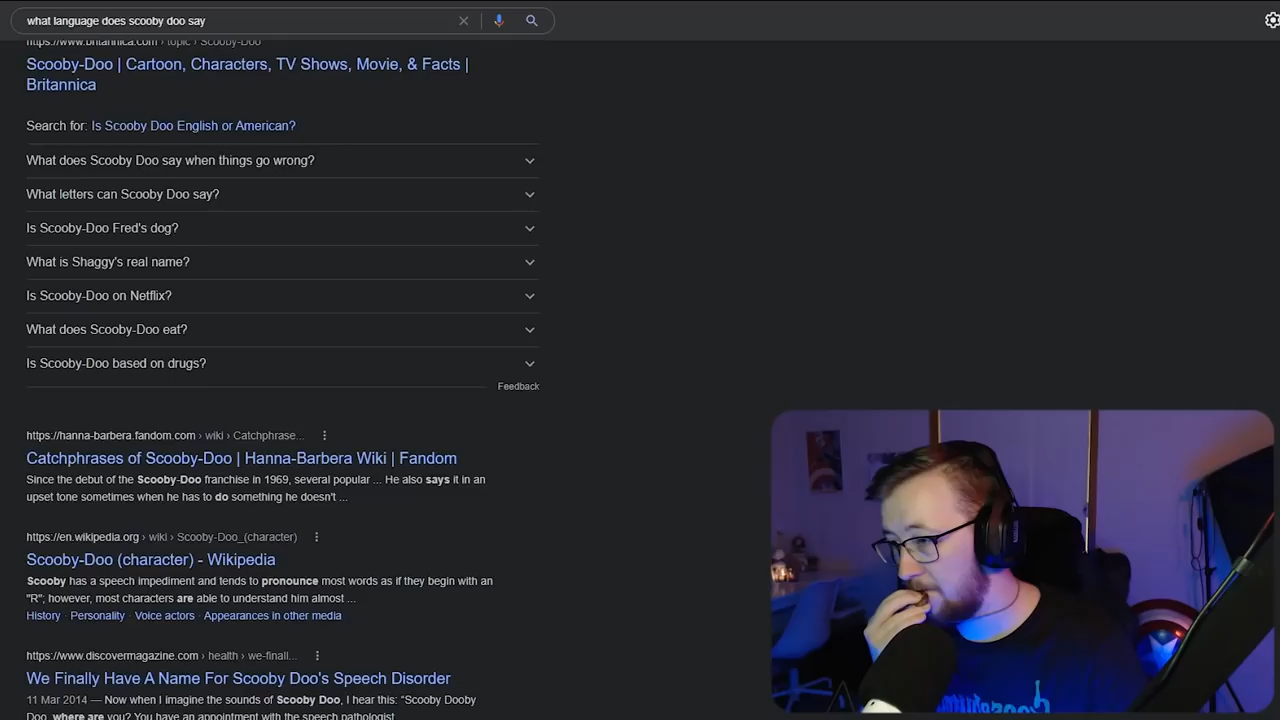 what language does scooby doo say
https://www.britannica.com › topic › Scooby-Doo
Scooby-Doo | Cartoon, Characters, TV Shows, Movie, & Facts |
Britannica
Search for: Is Scooby Doo English or American?
What does Scooby Doo say when things go wrong?
What letters can Scooby Doo say?
Is Scooby-Doo Fred's dog?
What is Shaggy's real name?
Is Scooby-Doo on Netflix?
What does Scooby-Doo eat?
Is Scooby-Doo based on drugs?
Feedback
https://hanna-barbera.fandom.com › wiki › Catchphrase...
Catchphrases of Scooby-Doo | Hanna-Barbera Wiki | Fandom
Since the debut of the Scooby-Doo franchise in 1969, several popular ... He also says it in an
upset tone sometimes when he has to do something he doesn't ...
https://en.wikipedia.org › wiki › Scooby-Doo_(character)
Scooby-Doo (character) - Wikipedia
Scooby has a speech impediment and tends to pronounce most words as if they begin with an
"R"; however, most characters are able to understand him almost ...
History · Personality · Voice actors · Appearances in other media
https://www.discovermagazine.com › health › we-finall...
We Finally Have A Name For Scooby Doo's Speech Disorder
11 Mar 2014 — Now when I imagine the sounds of Scooby Doo, I hear this: "Scooby Dooby
Doo, where are you? You have an appointment with the speech pathologist